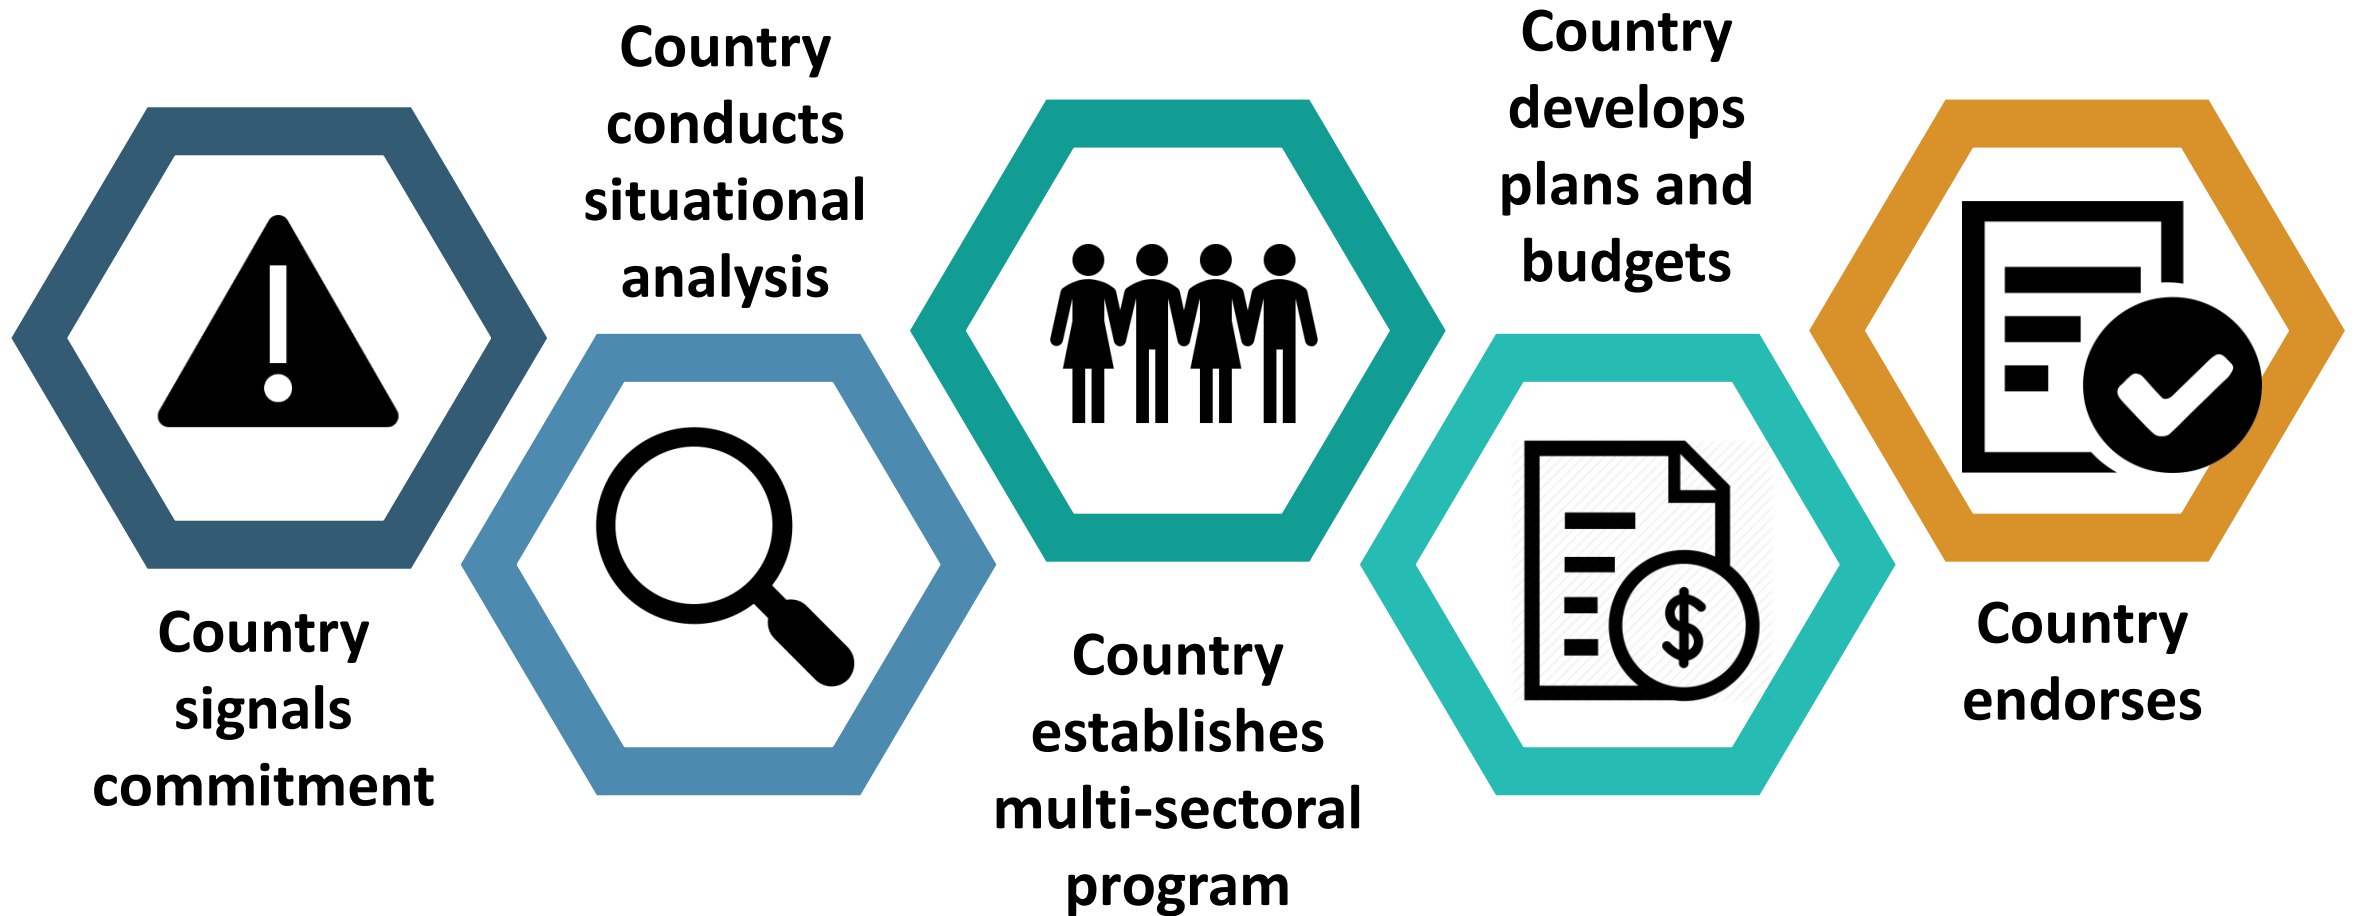 Country
signals
commitment
Country
conducts
situational
analysis
Country
establishes
multi-sectoral
program
Country
develops
plans and
budgets
$
Country
endorses